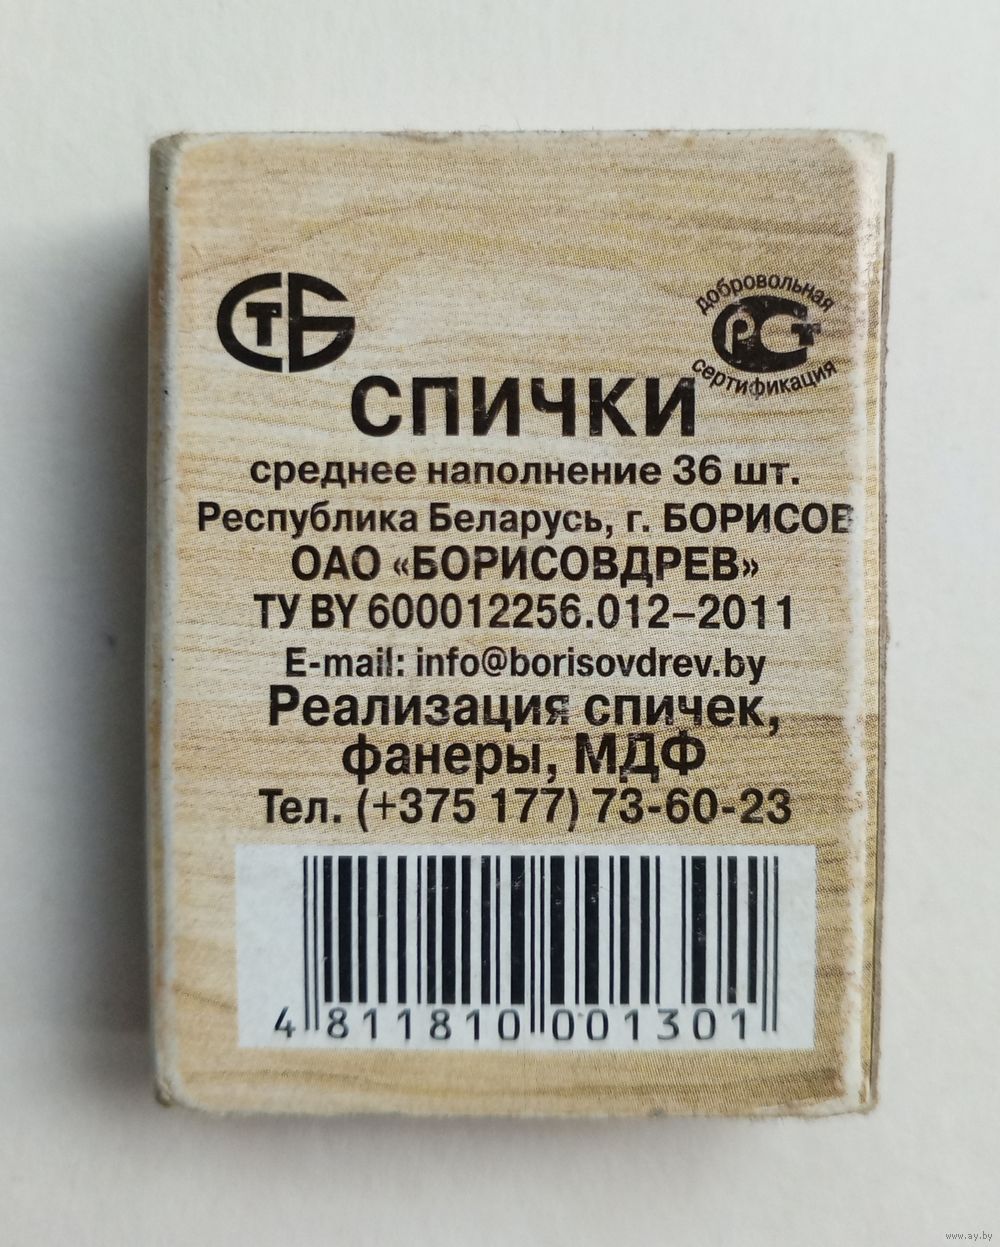 СТБ
добровольная
РСТ
сертификация
СПИЧКИ
среднее наполнение 36 шт.
Республика Беларусь, г. БОРИСОВ
ОАО «БОРИСОВДРЕВ»
ТУ BY 600012256.012–2011
E-mail: info@borisovdrev.by
Реализация спичек,
фанеры, МДФ
Тел. (+375 177) 73-60-23
4 811810 001301
www.ay.by